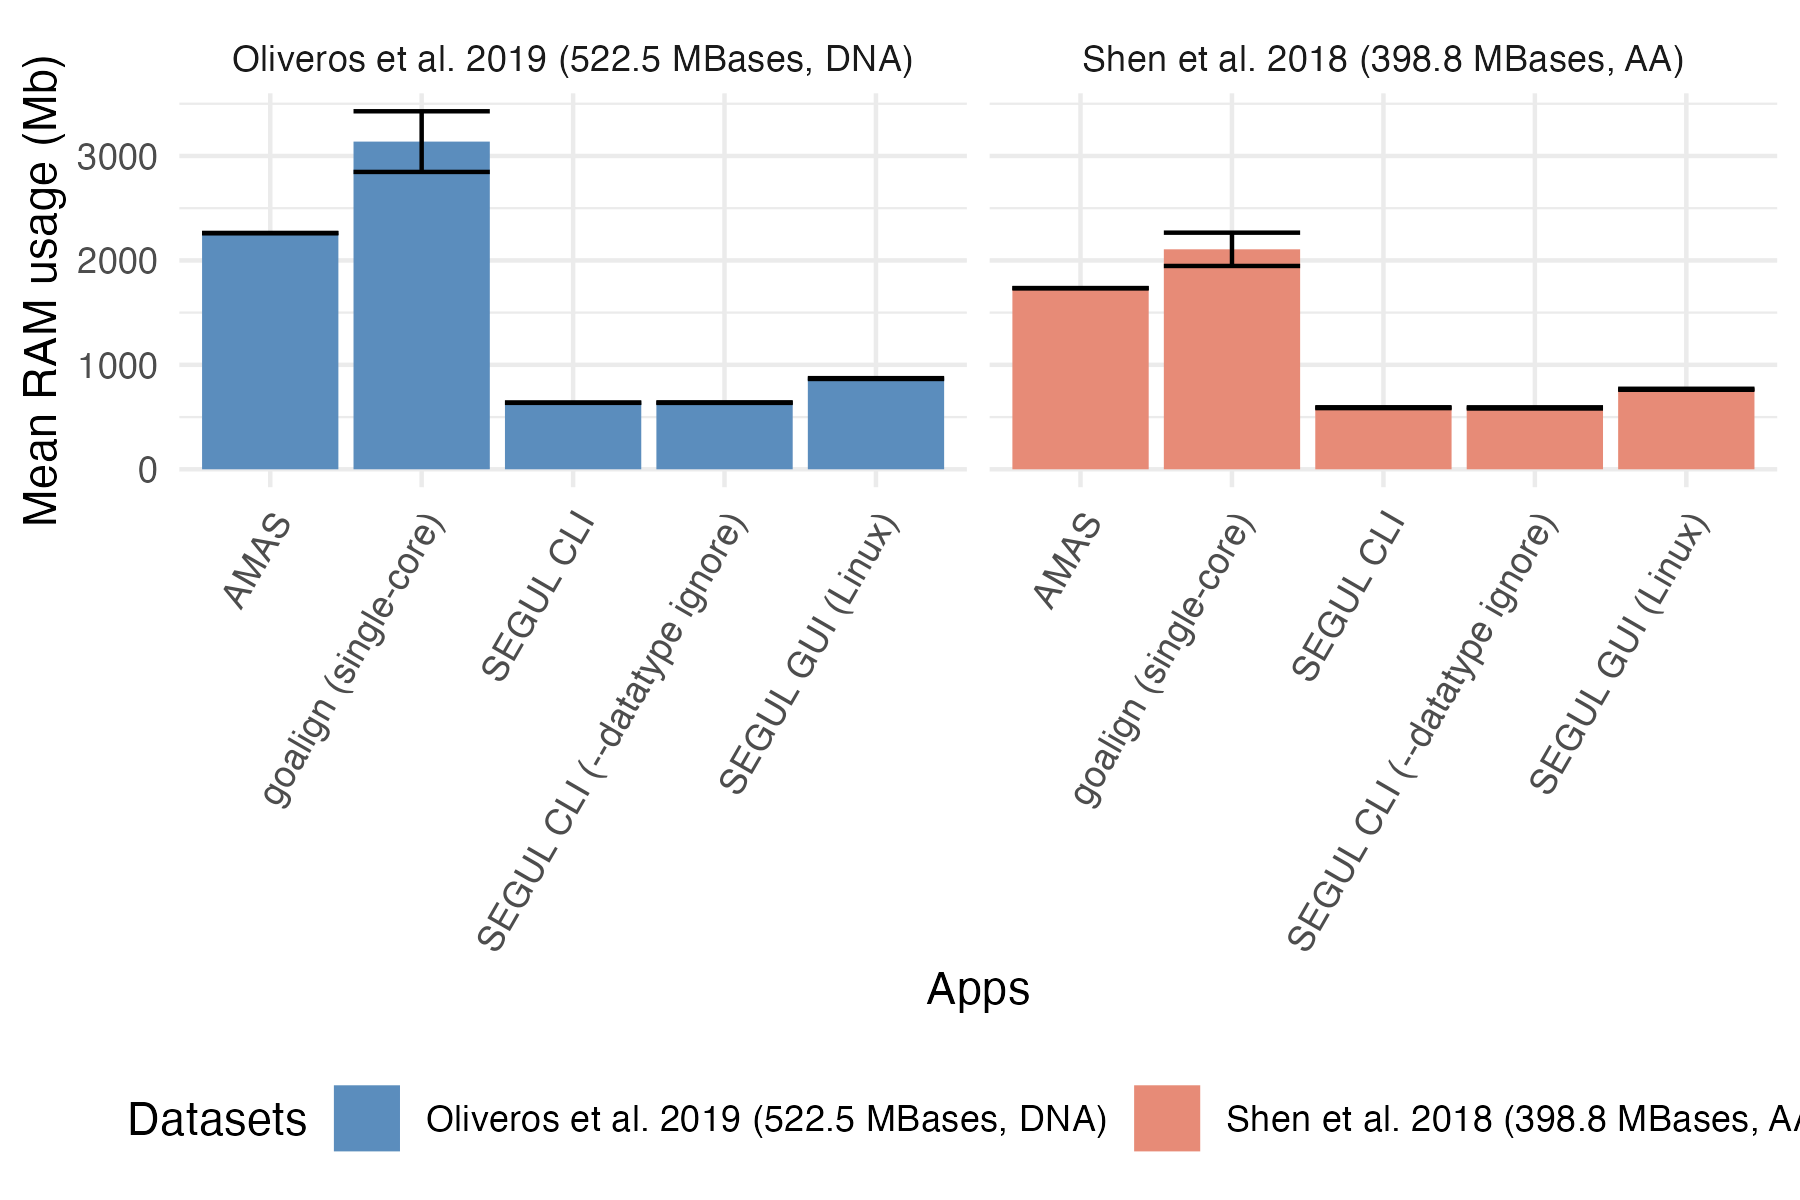 Oliveros et al. 2019 (522.5 MBases, DNA)
Shen et al. 2018 (398.8 MBases, AA)
Mean RAM usage (Mb)
3000
2000
1000
0
AMAS
goalign (single-core)
SEGUL CLI
SEGUL CLI (--datatype ignore)
SEGUL GUI (Linux)
AMAS
goalign (single-core)
SEGUL CLI
SEGUL CLI (--datatype ignore)
SEGUL GUI (Linux)
Apps
Datasets
Oliveros et al. 2019 (522.5 MBases, DNA)
Shen et al. 2018 (398.8 MBases, A